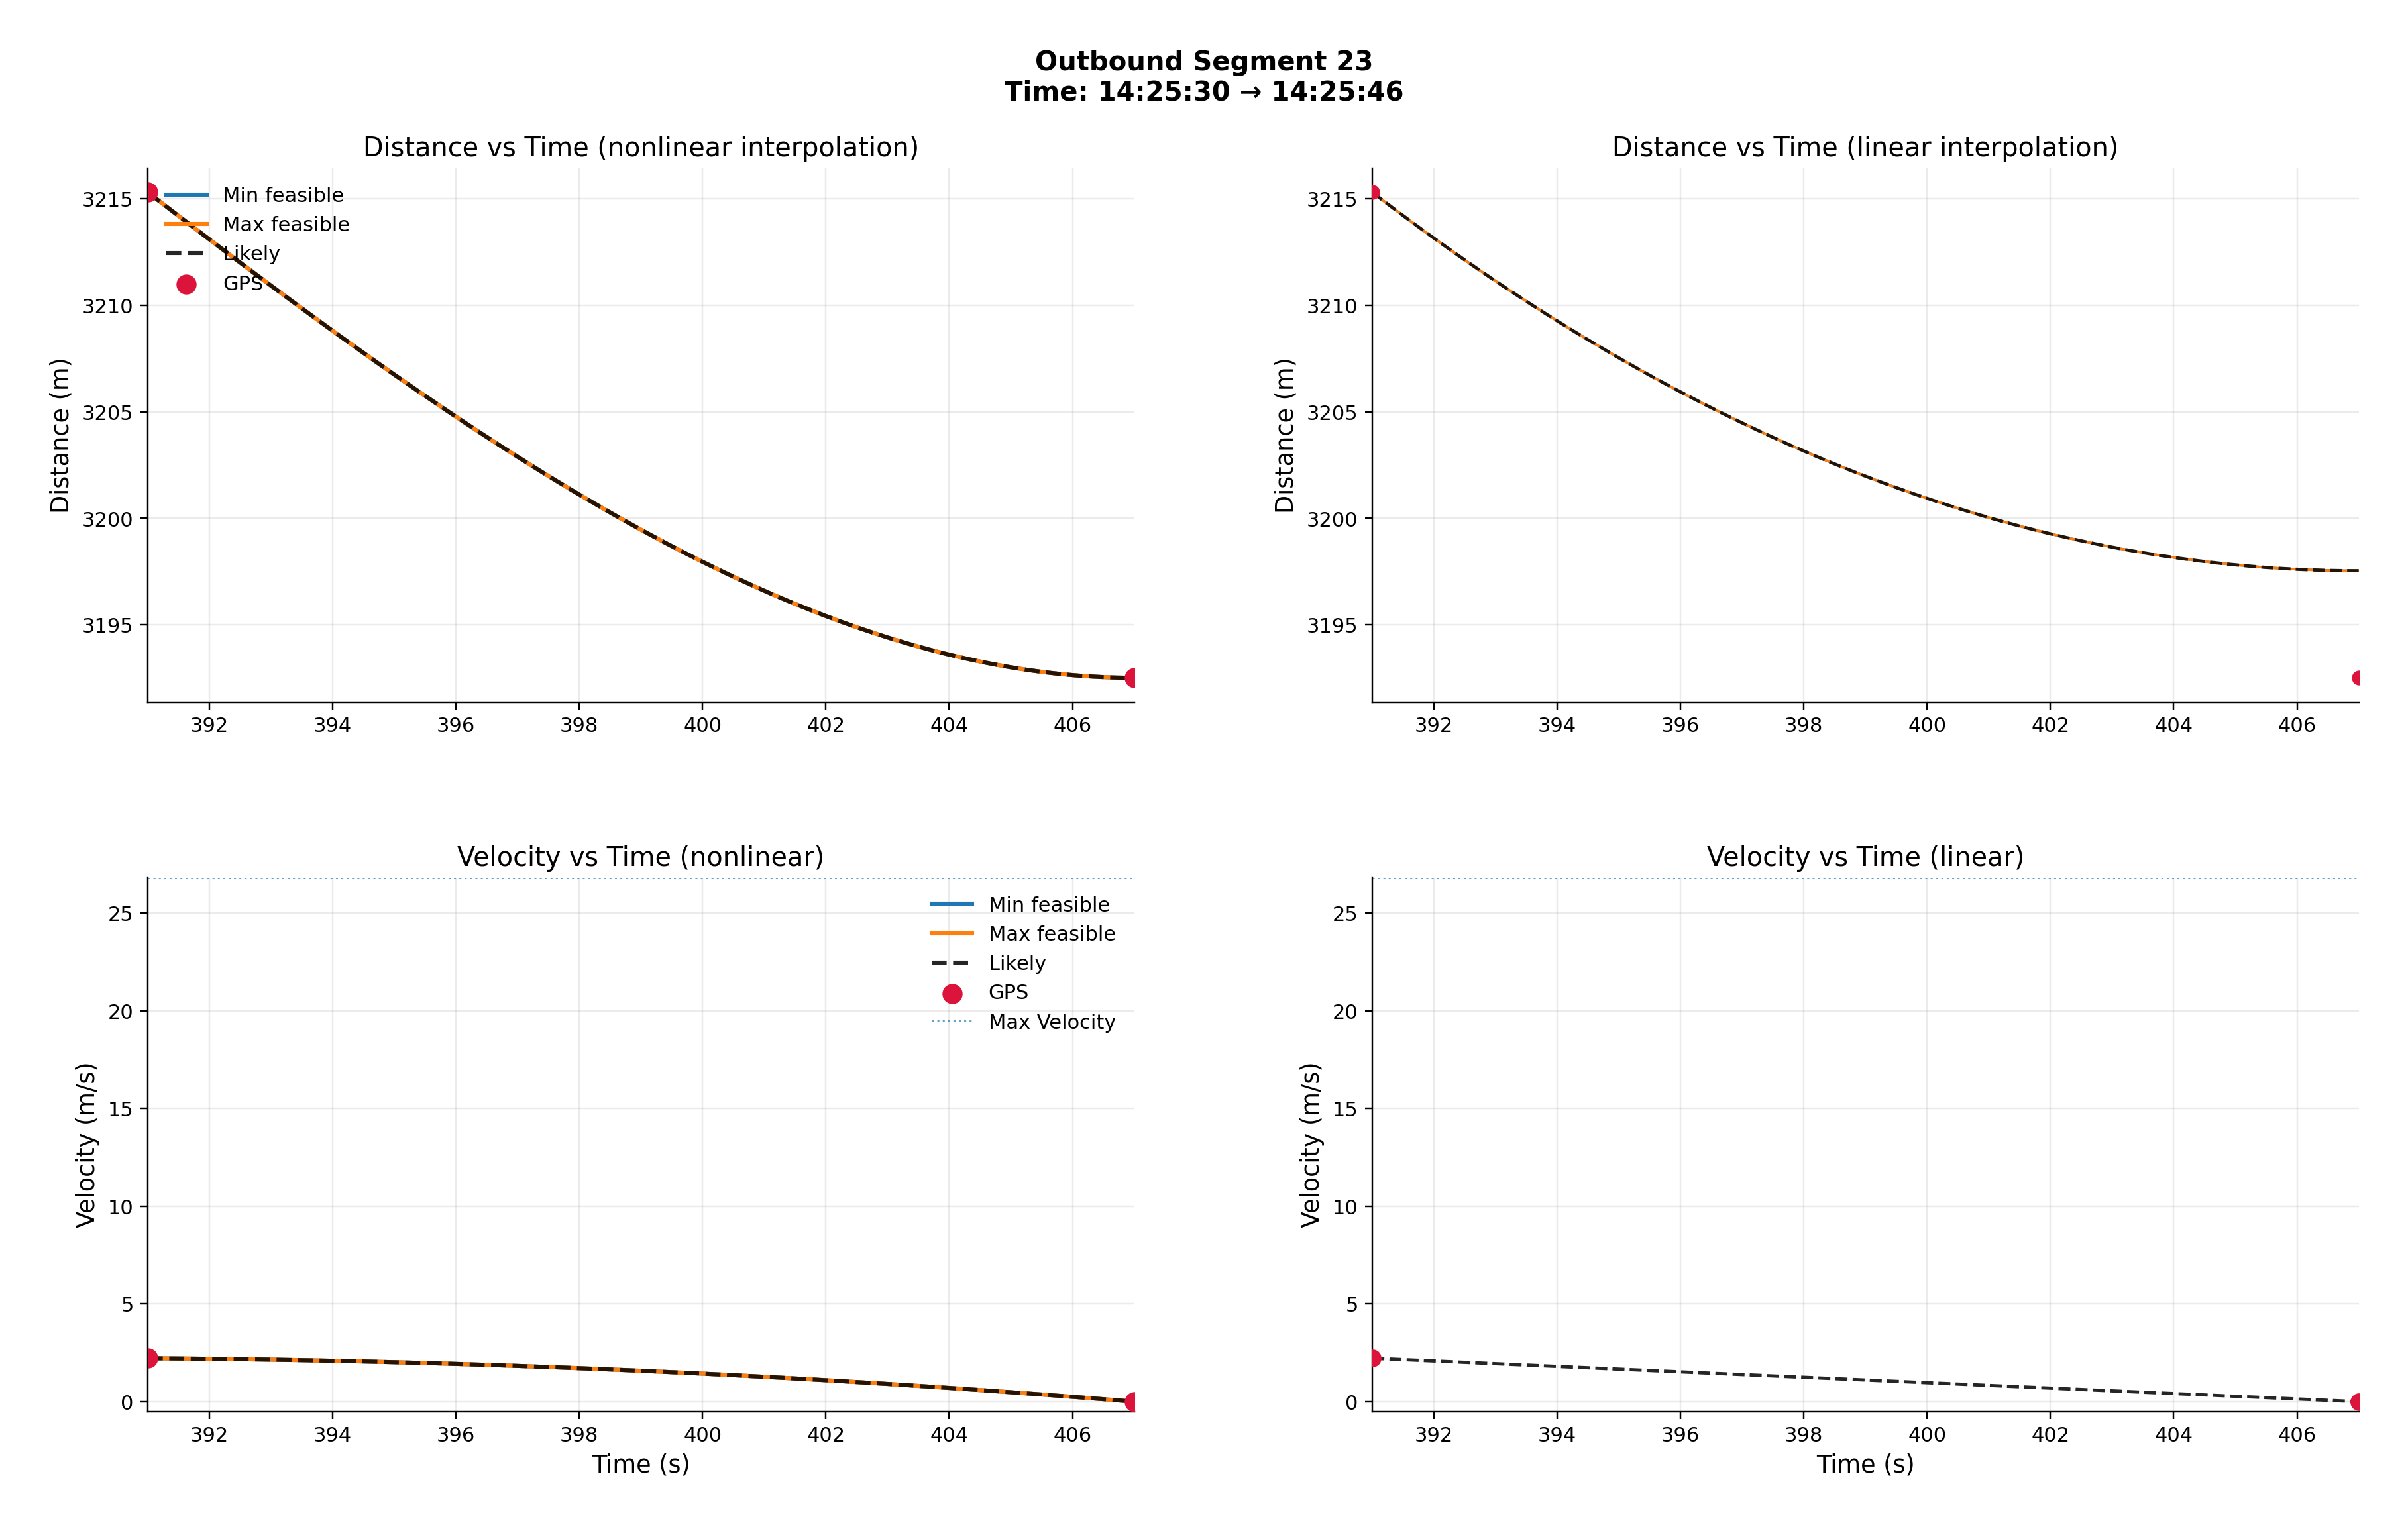 Outbound Segment 23
Time: 14:25:30 → 14:25:46
Distance vs Time (nonlinear interpolation)
Distance (m)
3215
3210
3205
3200
3195
Min feasible
Max feasible
Likely
GPS
392 394 396 398 400 402 404 406
Distance vs Time (linear interpolation)
Distance (m)
3215
3210
3205
3200
3195
392 394 396 398 400 402 404 406
Velocity vs Time (nonlinear)
Velocity (m/s)
25
20
15
10
5
0
Min feasible
Max feasible
Likely
GPS
Max Velocity
392 394 396 398 400 402 404 406
Time (s)
Velocity vs Time (linear)
Velocity (m/s)
25
20
15
10
5
0
392 394 396 398 400 402 404 406
Time (s)